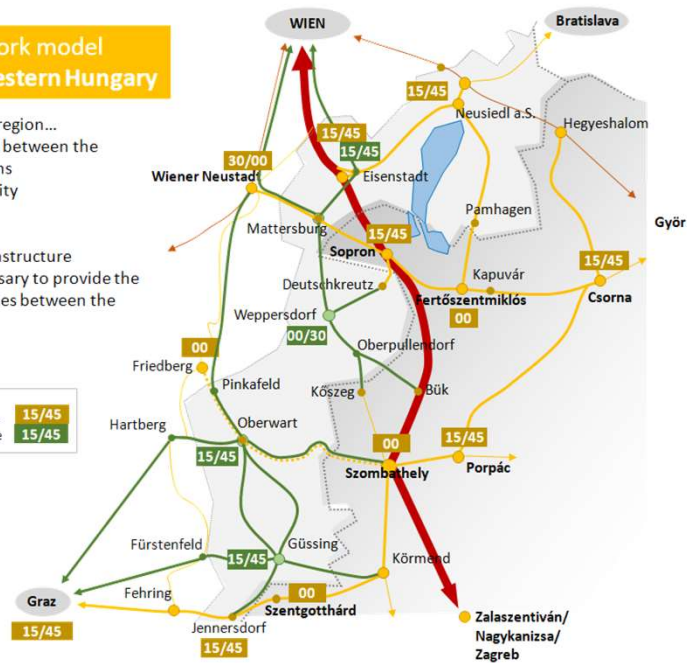 ork model
estern Hungary
region...
between the
ns
ity
astructure
sary to provide the
es between the
15/45
e 15/45
WIEN
Bratislava
15/45
Neusiedl a.S.
Hegyeshalom
15/45
15/45
30/00
Wiener Neustadt
Eisenstadt
Pamhagen
Györ
Mattersburg
15/45
Sopron
15/45
Csorna
Deutschkreutz
Kapuvár
Fertőszentmiklós
00
Weppersdorf
00/30
Oberpullendorf
00
Friedberg
Pinkafeld
Kőszeg
Bük
Hartberg
Oberwart
15/45
00
Szombathely
15/45
Porpác
Fürstenfeld
15/45
Güssing
Körmend
Fehring
00
Szentgotthárd
Graz
15/45
Jennersdorf
15/45
Zalaszentiván/
Nagykanizsa/
Zagreb